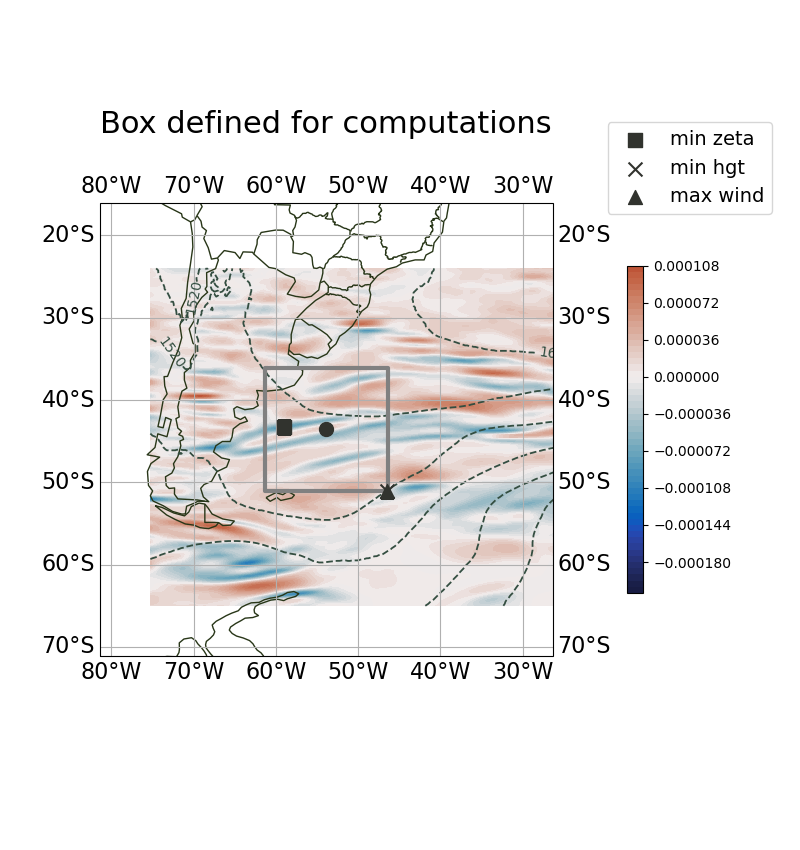 Box defined for computations
min zeta
min hgt
max wind
80°W 70°W 60°W 50°W 40°W 30°W
20°S 20°S
30°S 30°S
40°S 40°S
50°S 50°S
60°S 60°S
70°S 70°S
80°W 70°W 60°W 50°W 40°W 30°W
1520
1520
16
0.000108
0.000072
0.000036
0.000000
−0.000036
−0.000072
−0.000108
−0.000144
−0.000180